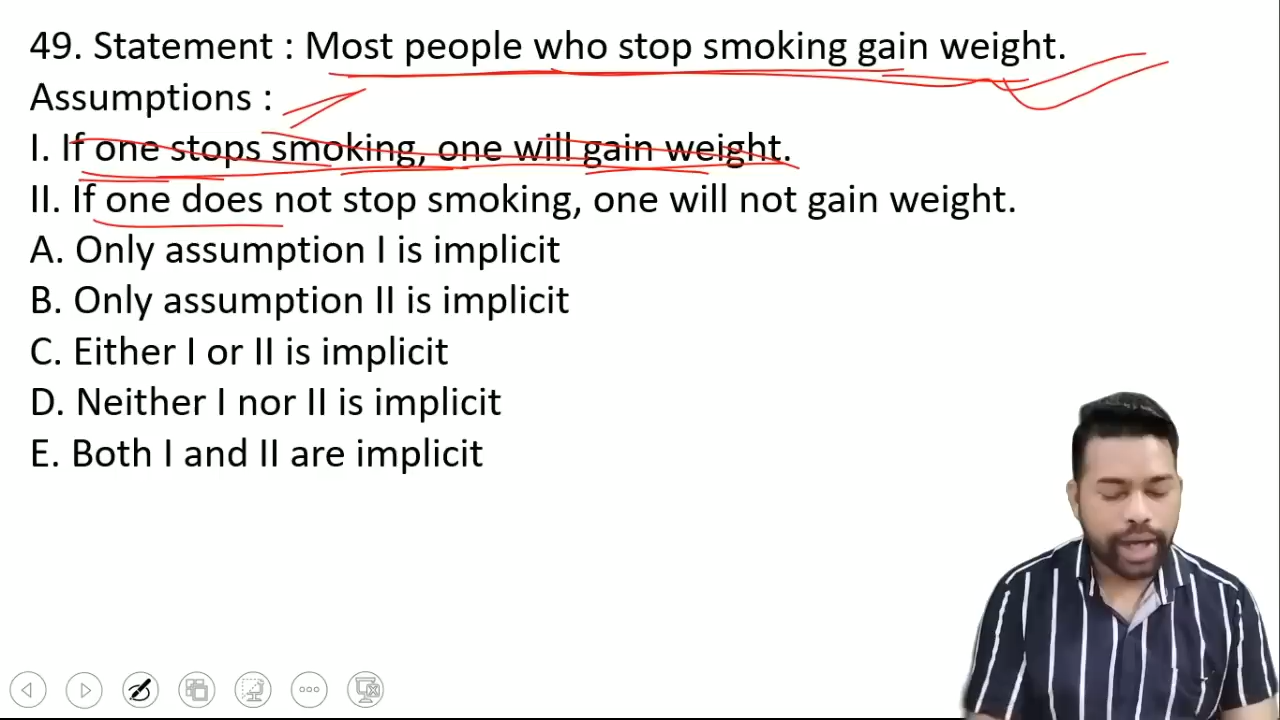 49. Statement : Most people who stop smoking gain weight.
Assumptions :
I. If one stops smoking, one will gain weight.
II. If one does not stop smoking, one will not gain weight.
A. Only assumption I is implicit
B. Only assumption II is implicit
C. Either I or II is implicit
D. Neither I nor II is implicit
E. Both I and II are implicit